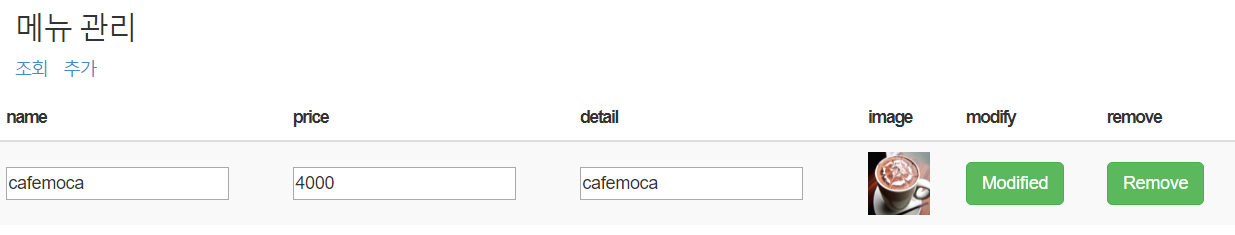 메뉴 관리
조회 추가
name price detail image modify remove
cafemoca 4000 cafemoca Modified Remove